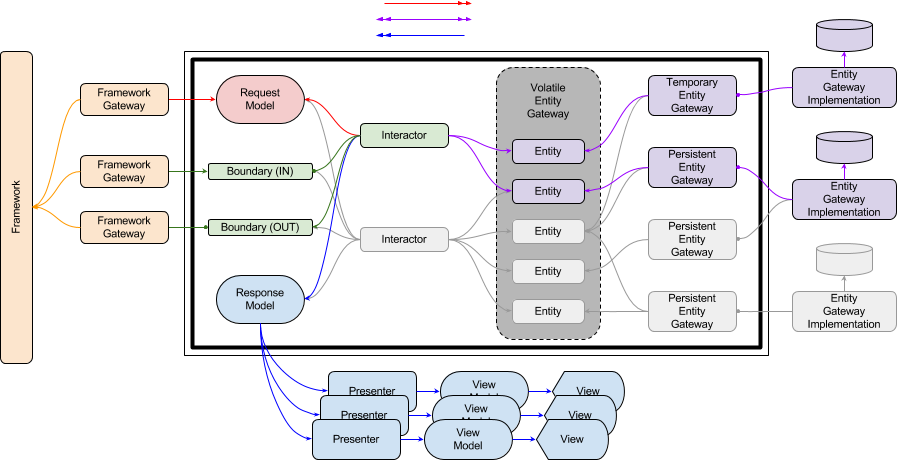 Framework
Framework
Gateway
Framework
Gateway
Framework
Gateway
Request
Model
Boundary (IN)
Boundary (OUT)
Response
Model
Interactor
Interactor
Volatile
Entity
Gateway
Entity
Entity
Entity
Entity
Entity
Temporary
Entity
Gateway
Persistent
Entity
Gateway
Persistent
Entity
Gateway
Persistent
Entity
Gateway
Entity
Gateway
Implementation
Entity
Gateway
Implementation
Entity
Gateway
Implementation
Presenter
View
View
Presenter
View
View
Presenter
View
Model
View